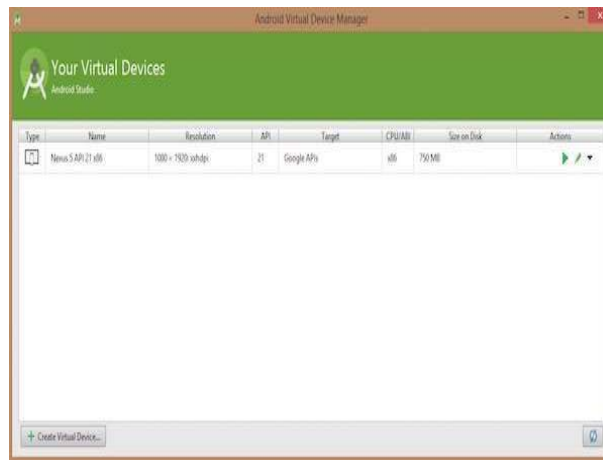 Android Virtual Device Manager
Your Virtual Devices
Android Studio
Type Name Resolution API Target CPU/ABI Size on Disk Actions
Nexus 5 API 21 x86 1080 × 1920: xxhdpi 21 Google APIs x86 750 MB
Create Virtual Device...